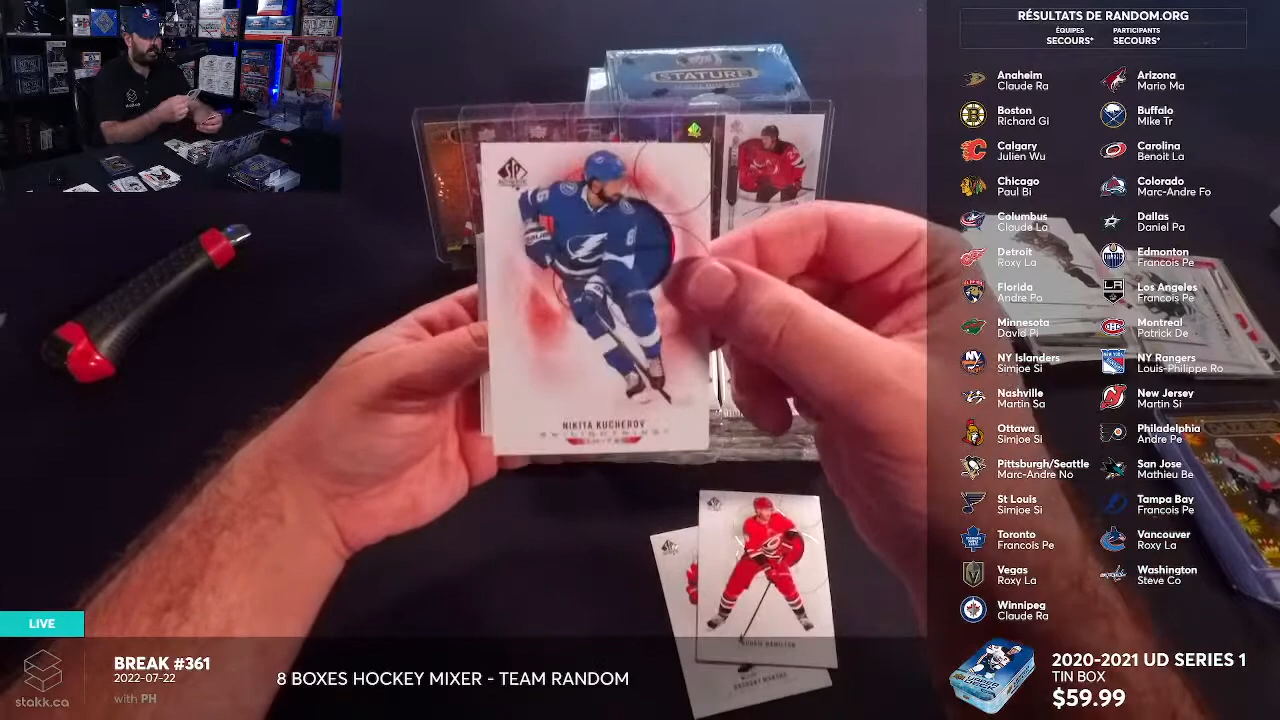 RÉSULTATS DE RANDOM.ORG
ÉQUIPES
SECOURS*
PARTICIPANTS
SECOURS*
Anaheim
Claude Ra
Arizona
Mario Ma
Boston
Richard Gi
Buffalo
Mike Tr
Calgary
Julien Wu
Carolina
Benoit La
Chicago
Paul Bi
Colorado
Marc-Andre Fo
Columbus
Claude La
Dallas
Daniel Pa
Detroit
Roxy La
Edmonton
Francois Pe
Florida
Andre Po
Los Angeles
Francois Pe
Minnesota
David Pi
Montreal
Patrick De
NY Islanders
Simjoe Si
NY Rangers
Louis-Philippe Ro
Nashville
Martin Sa
New Jersey
Martin Si
Ottawa
Simjoe Si
Philadelphia
Andre Pe
Pittsburgh/Seattle
Marc-Andre No
San Jose
Mathieu Be
St Louis
Simjoe Si
Tampa Bay
Francois Pe
Toronto
Francois Pe
Vancouver
Roxy La
Vegas
Roxy La
Washington
Steve Co
Winnipeg
Claude Ra
STATURE
NIKITA KUCHEROV
DOUGIE HAMILTON
LIVE
stakk.ca
BREAK #361
2022-07-22
with PH
8 BOXES HOCKEY MIXER - TEAM RANDOM
2020-2021 UD SERIES 1
TIN BOX
$59.99